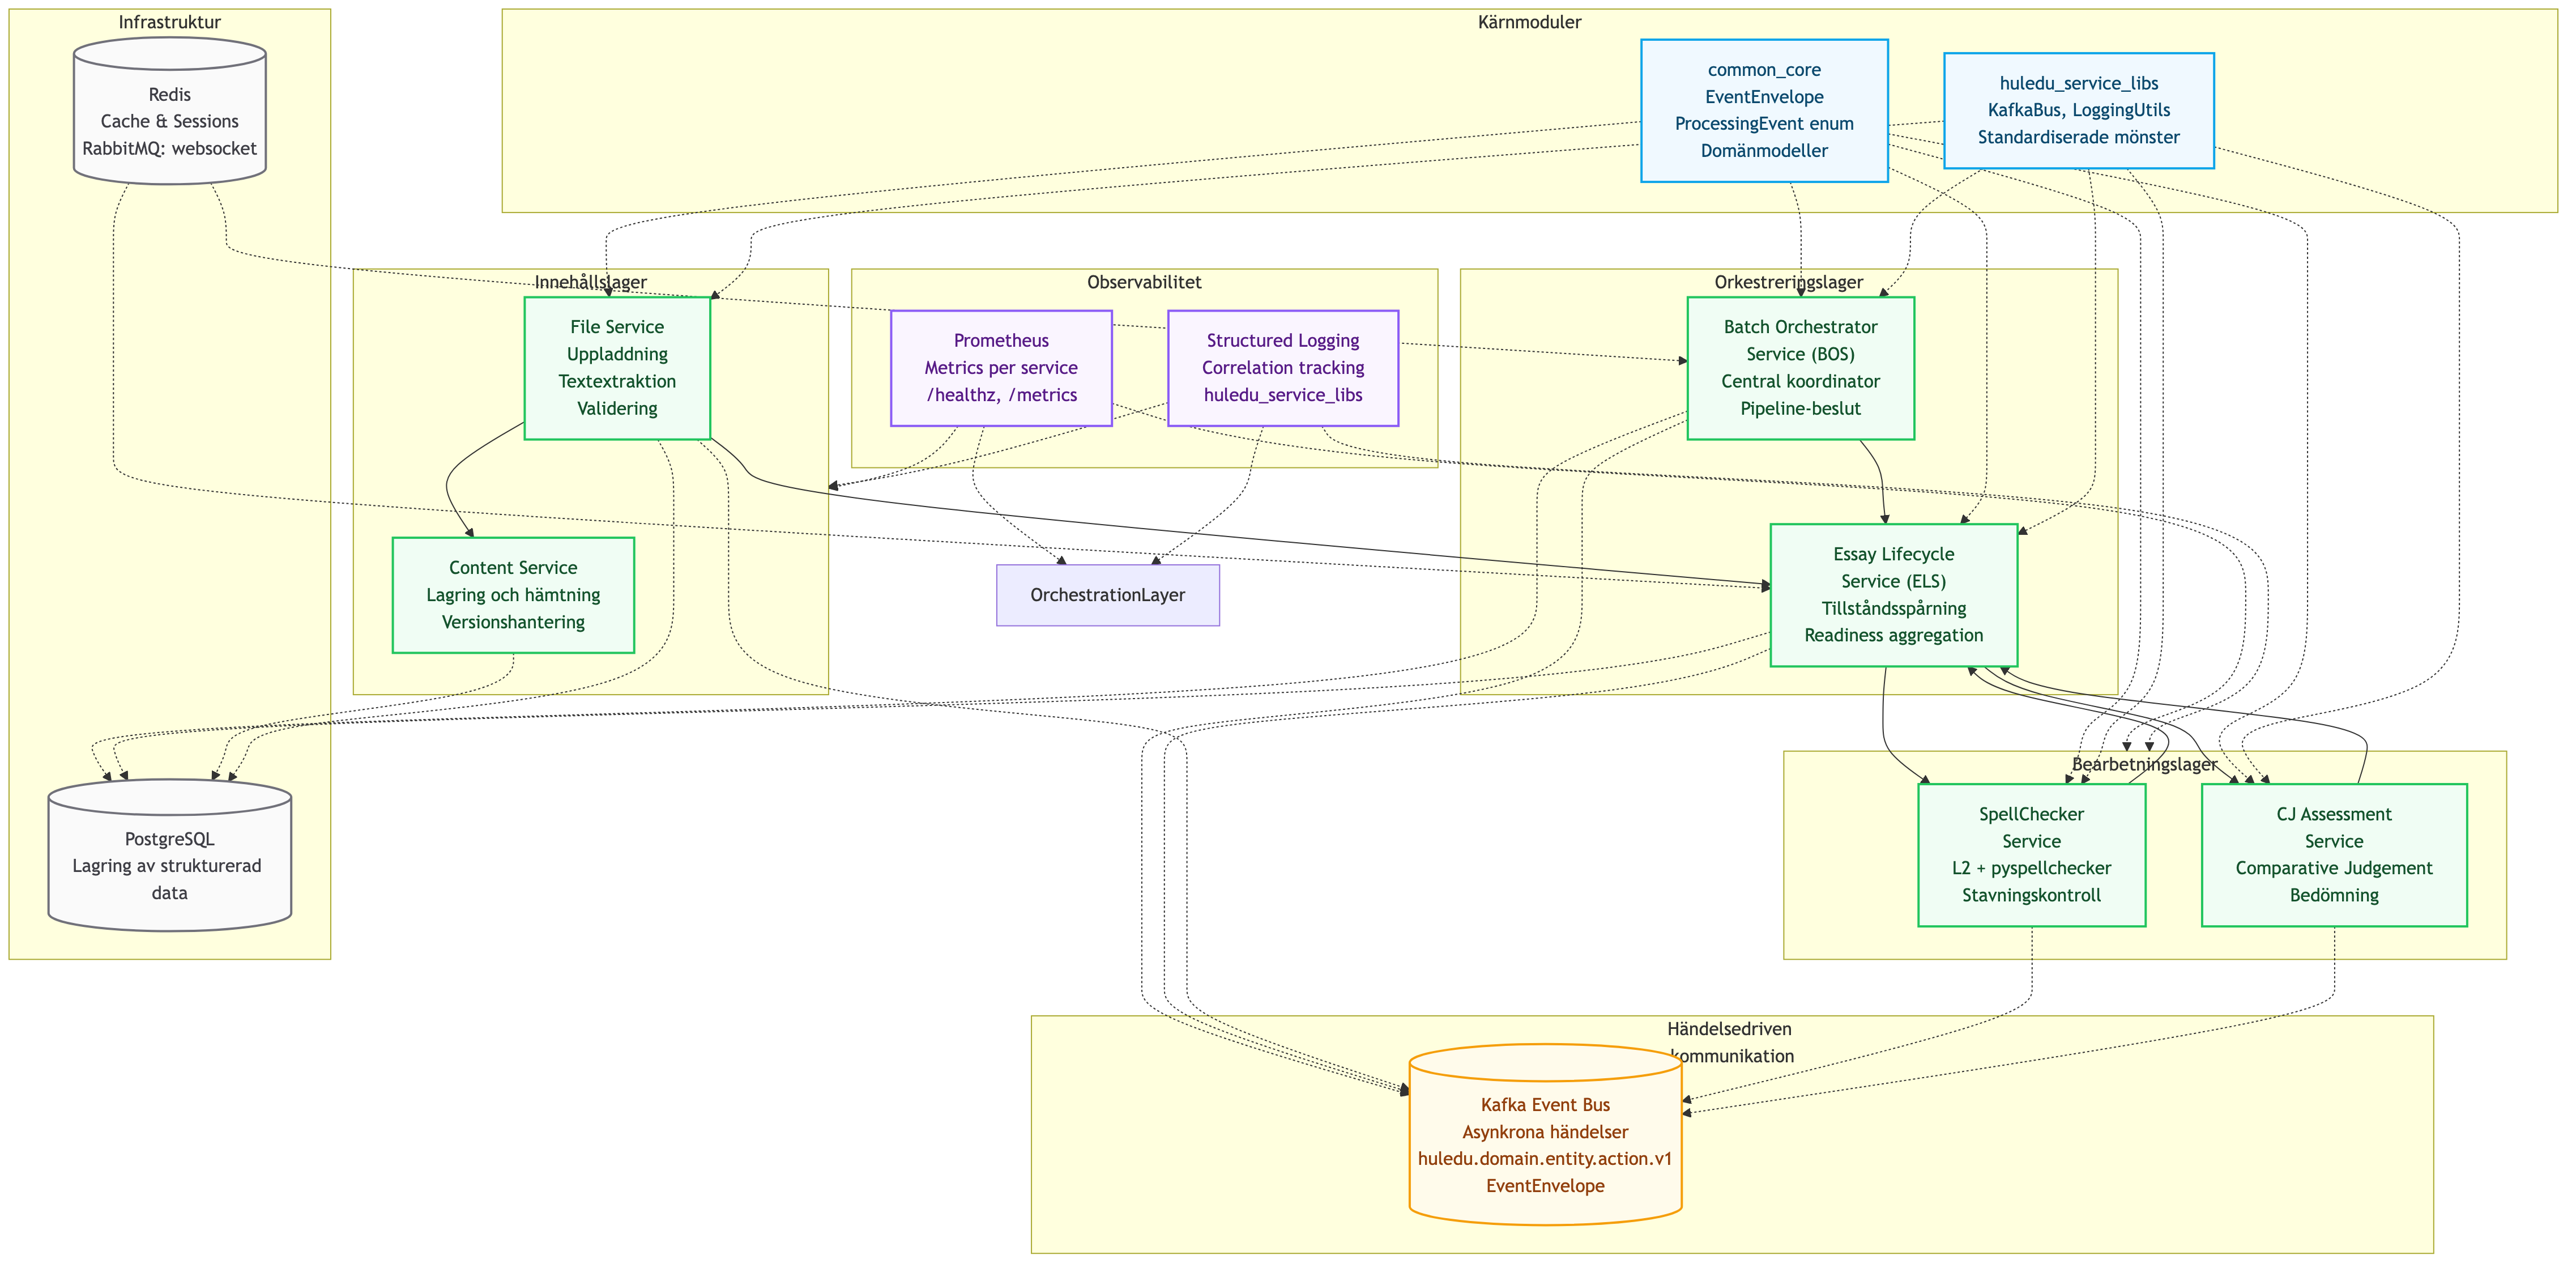 Infrastruktur
Redis
Cache & Sessions
RabbitMQ: websocket
PostgreSQL
Lagring av strukturerad
data
Kärnmoduler
common_core
EventEnvelope
ProcessingEvent enum
Domänmodeller
huledu_service_libs
KafkaBus, LoggingUtils
Standardiserade mönster
Innehållslager
File Service
Uppladdning
Textextraktion
Validering
Content Service
Lagring och hämtning
Versionshantering
Observabilitet
Prometheus
Metrics per service
/healthz, /metrics
Structured Logging
Correlation tracking
huledu_service_libs
OrchestrationLayer
Orkestreringslager
Batch Orchestrator
Service (BOS)
Central koordinator
Pipeline-beslut
Essay Lifecycle
Service (ELS)
Tillståndsspårning
Readiness aggregation
Bearbetningslager
SpellChecker
Service
L2 + pyspellchecker
Stavningskontroll
CJ Assessment
Service
Comparative Judgement
Bedömning
Händelsedriven
kommunikation
Kafka Event Bus
Asynkrona händelser
huledu.domain.entity.action.v1
EventEnvelope